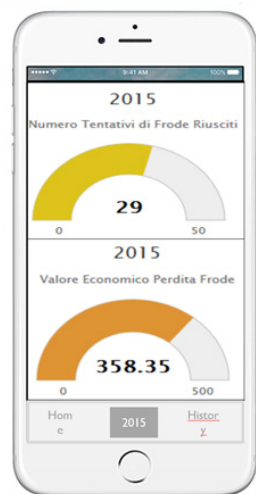 9:41 AM
100%
2015
Numero Tentativi di Frode Riusciti
29
0 50
2015
Valore Economico Perdita Frode
358.35
0 500
Hom
e
2015
Histor
y